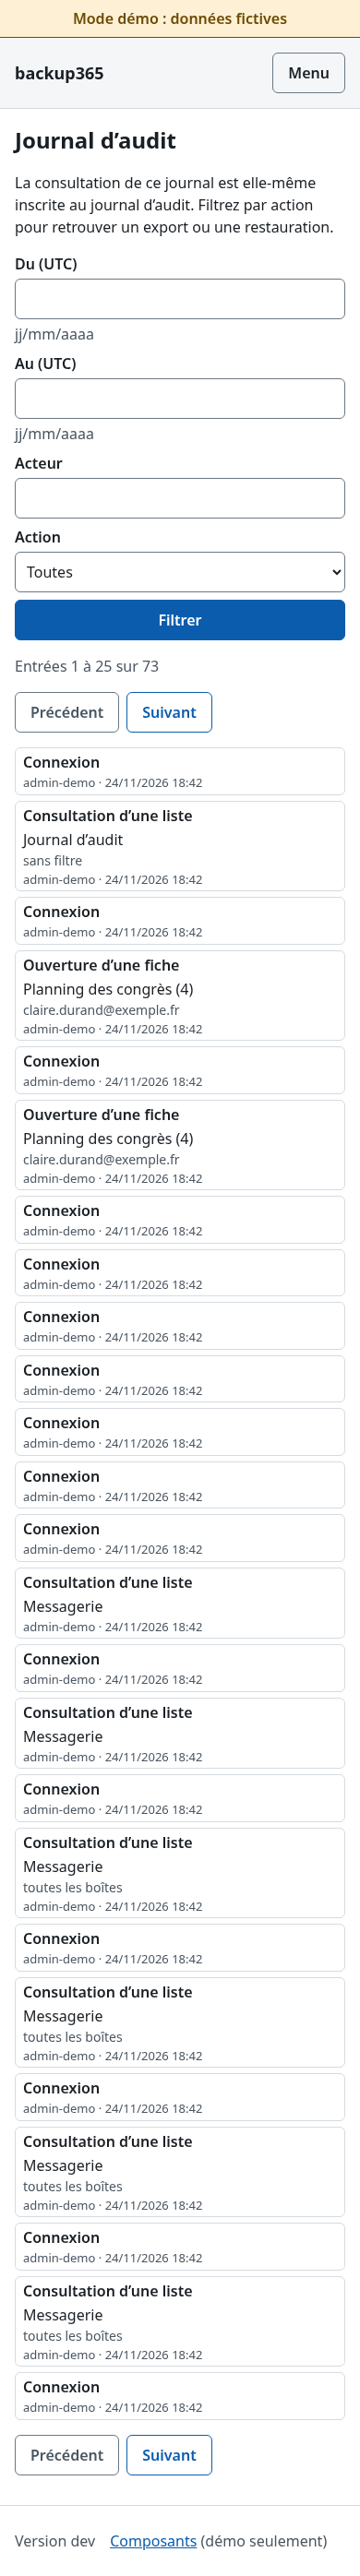 Mode démo : données fictives
backup365
Menu
Journal d’audit
La consultation de ce journal est elle-même
inscrite au journal d’audit. Filtrez par action
pour retrouver un export ou une restauration.
Du (UTC)
jj/mm/aaaa
Au (UTC)
jj/mm/aaaa
Acteur
Action
Toutes
Filtrer
Entrées 1 à 25 sur 73
Précédent
Suivant
Connexion
admin-demo · 24/11/2026 18:42
Consultation d’une liste
Journal d’audit
sans filtre
admin-demo · 24/11/2026 18:42
Connexion
admin-demo · 24/11/2026 18:42
Ouverture d’une fiche
Planning des congrès (4)
claire.durand@exemple.fr
admin-demo · 24/11/2026 18:42
Connexion
admin-demo · 24/11/2026 18:42
Ouverture d’une fiche
Planning des congrès (4)
claire.durand@exemple.fr
admin-demo · 24/11/2026 18:42
Connexion
admin-demo · 24/11/2026 18:42
Connexion
admin-demo · 24/11/2026 18:42
Connexion
admin-demo · 24/11/2026 18:42
Connexion
admin-demo · 24/11/2026 18:42
Connexion
admin-demo · 24/11/2026 18:42
Connexion
admin-demo · 24/11/2026 18:42
Connexion
admin-demo · 24/11/2026 18:42
Consultation d’une liste
Messagerie
admin-demo · 24/11/2026 18:42
Connexion
admin-demo · 24/11/2026 18:42
Consultation d’une liste
Messagerie
admin-demo · 24/11/2026 18:42
Connexion
admin-demo · 24/11/2026 18:42
Consultation d’une liste
Messagerie
toutes les boîtes
admin-demo · 24/11/2026 18:42
Connexion
admin-demo · 24/11/2026 18:42
Consultation d’une liste
Messagerie
toutes les boîtes
admin-demo · 24/11/2026 18:42
Connexion
admin-demo · 24/11/2026 18:42
Consultation d’une liste
Messagerie
toutes les boîtes
admin-demo · 24/11/2026 18:42
Connexion
admin-demo · 24/11/2026 18:42
Consultation d’une liste
Messagerie
toutes les boîtes
admin-demo · 24/11/2026 18:42
Connexion
admin-demo · 24/11/2026 18:42
Précédent
Suivant
Version dev Composants (démo seulement)